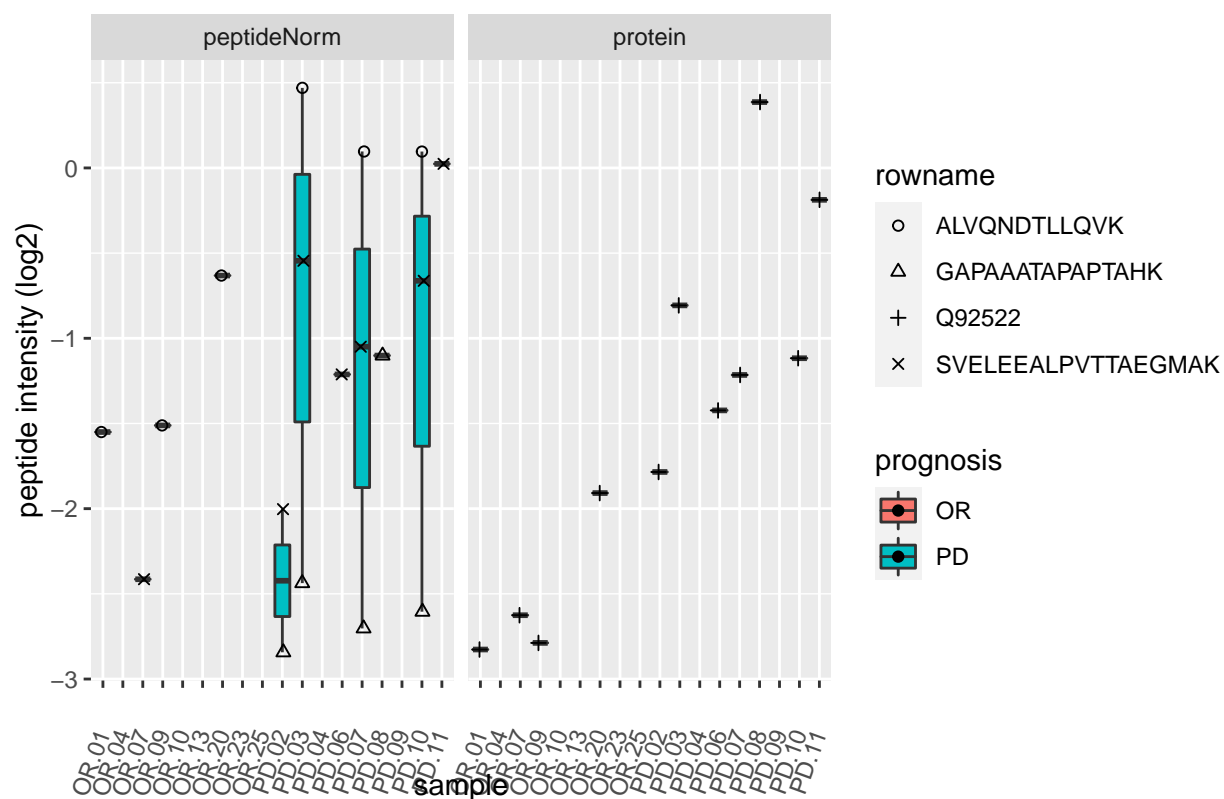 peptideNorm
protein
peptide intensity (log2)
0
−1
−2
−3
OR.01
OR.04
OR.07
OR.09
OR.10
OR.13
OR.20
OR.23
OR.25
PD.02
PD.03
PD.04
PD.06
PD.07
PD.08
PD.09
PD.10
PD.11
OR.01
OR.04
OR.07
OR.09
OR.10
OR.13
OR.20
OR.23
OR.25
PD.02
PD.03
PD.04
PD.06
PD.07
PD.08
PD.09
PD.10
PD.11
sample
rowname
ALVQNDTLLQVK
GAPAAATAPAPTAHK
Q92522
SVELEEALPVTTAEGMAK
prognosis
OR
PD